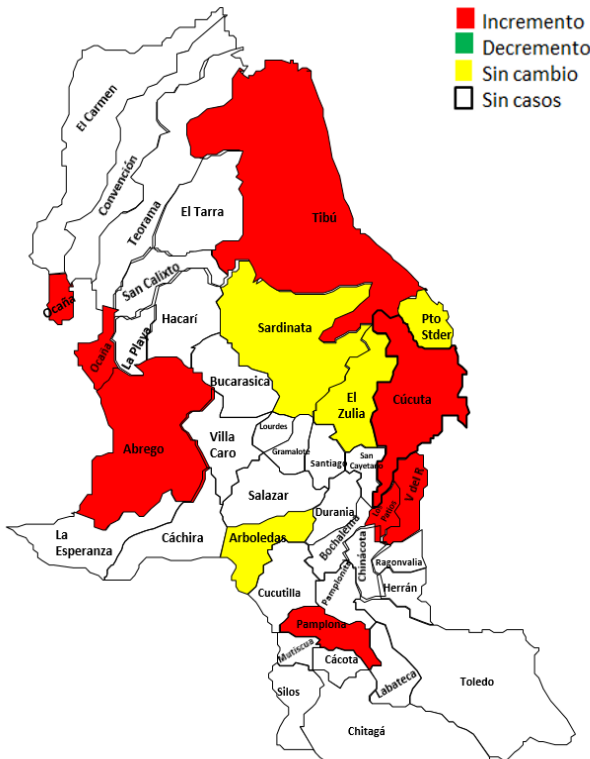 Incremento
Decremento
Sin cambio
Sin casos
El Carmen
Convención
Teorama
El Tarra
Tibú
San Calixto
Ocaña
Hacarí
La Playa
Ocaña
Sardinata
Pto
Stder
Bucarasica
El
Zulia
Cúcuta
Abrego
Villa
Caro
Lourdes
Gramalote
Santiago
San
Cayetano
V del R.
Salazar
Durania
Los
Patios
La
Esperanza
Cáchira
Arboledas
Bochalema
Chinácota
Ragonvalia
Pamplonita
Herrán
Cucutilla
Pamplona
Mutiscua
Cácota
Labateca
Toledo
Silos
Chitagá